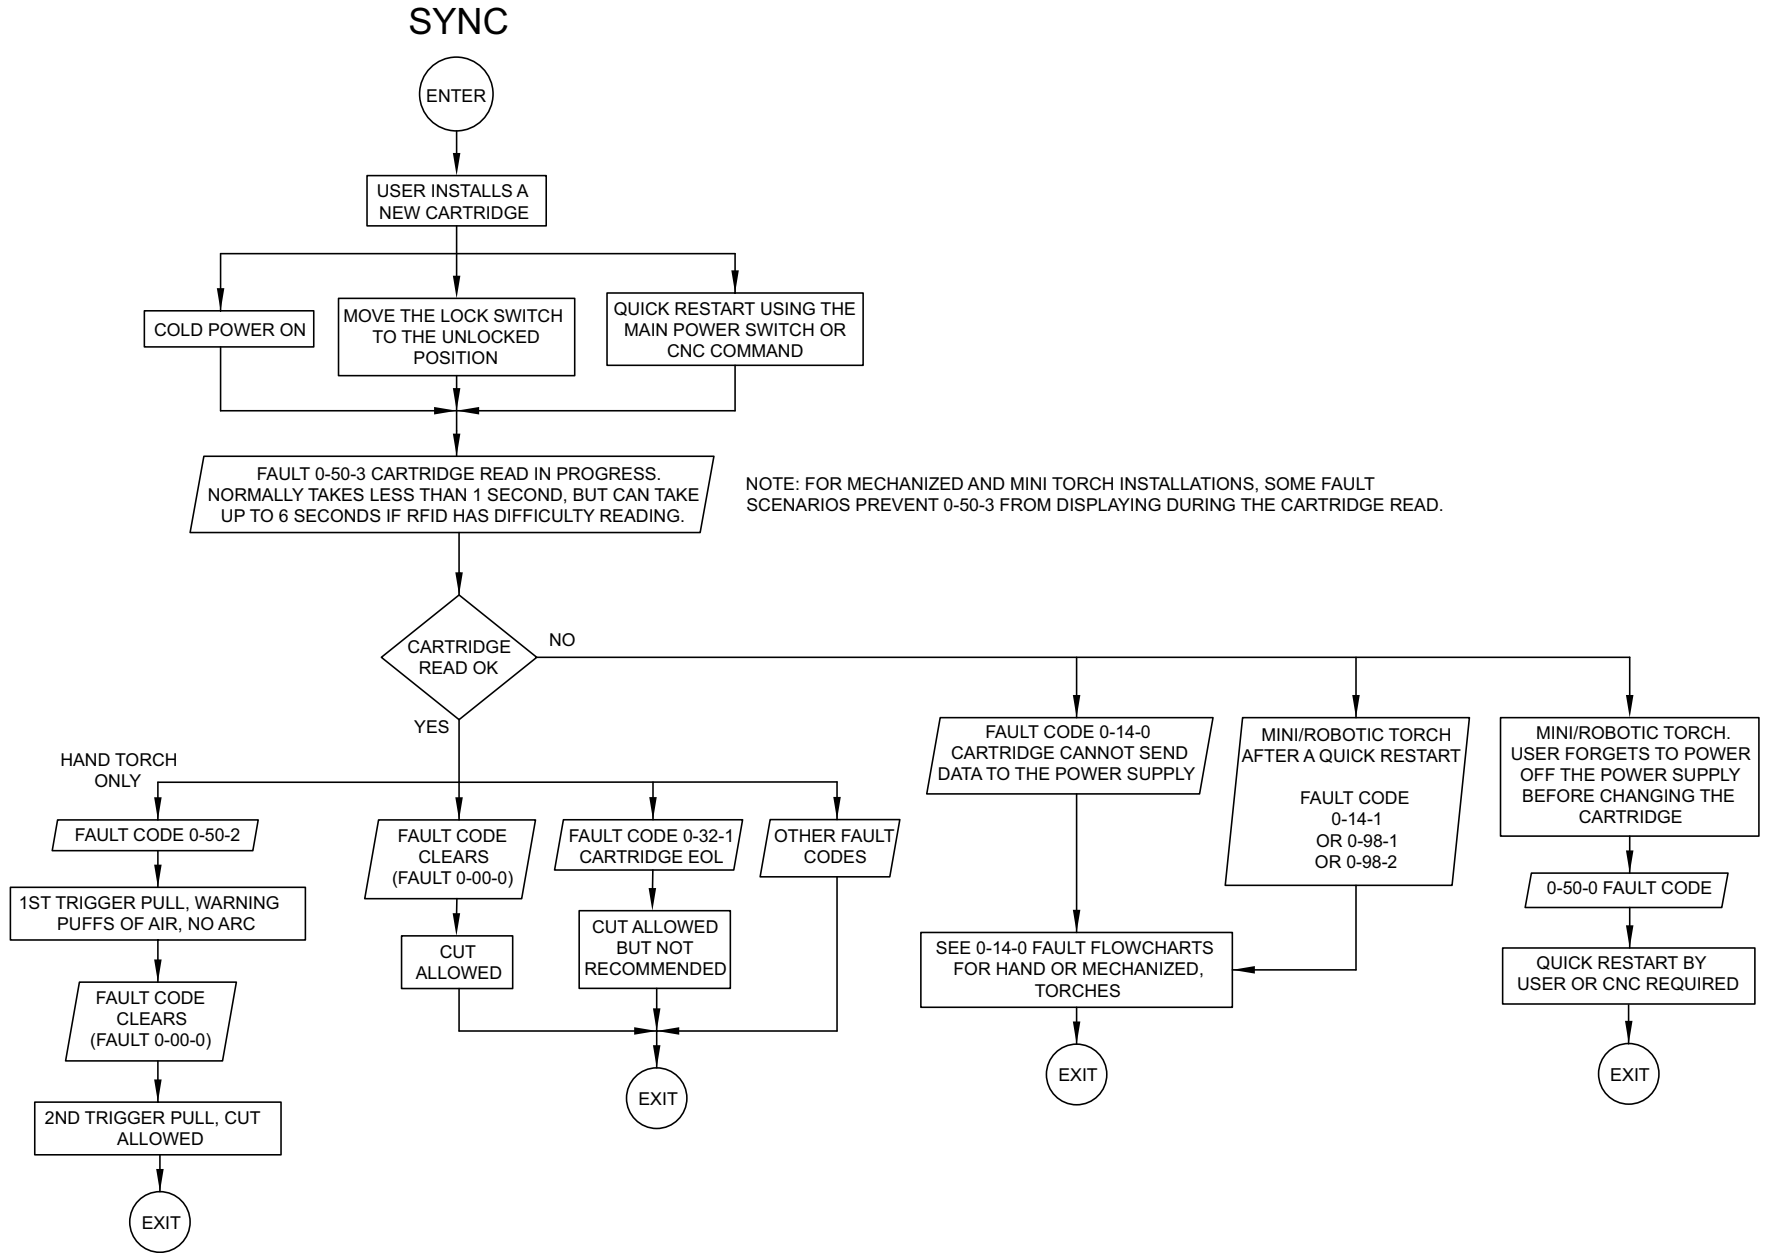 SYNC
ENTER
USER INSTALLS A
NEW CARTRIDGE
COLD POWER ON
MOVE THE LOCK SWITCH
TO THE UNLOCKED
POSITION
QUICK RESTART USING THE
MAIN POWER SWITCH OR
CNC COMMAND
FAULT 0-50-3 CARTRIDGE READ IN PROGRESS.
NORMALLY TAKES LESS THAN 1 SECOND, BUT CAN TAKE
UP TO 6 SECONDS IF RFID HAS DIFFICULTY READING.
NOTE: FOR MECHANIZED AND MINI TORCH INSTALLATIONS, SOME FAULT
SCENARIOS PREVENT 0-50-3 FROM DISPLAYING DURING THE CARTRIDGE READ.
CARTRIDGE
READ OK
NO
YES
HAND TORCH
ONLY
FAULT CODE 0-50-2
1ST TRIGGER PULL, WARNING
PUFFS OF AIR, NO ARC
FAULT CODE
CLEARS
(FAULT 0-00-0)
2ND TRIGGER PULL, CUT
ALLOWED
EXIT
FAULT CODE
CLEARS
(FAULT 0-00-0)
CUT
ALLOWED
FAULT CODE 0-32-1
CARTRIDGE EOL
CUT ALLOWED
BUT NOT
RECOMMENDED
OTHER FAULT
CODES
EXIT
FAULT CODE 0-14-0
CARTRIDGE CANNOT SEND
DATA TO THE POWER SUPPLY
SEE 0-14-0 FAULT FLOWCHARTS
FOR HAND OR MECHANIZED,
TORCHES
EXIT
MINI/ROBOTIC TORCH
AFTER A QUICK RESTART
FAULT CODE
0-14-1
OR 0-98-1
OR 0-98-2
MINI/ROBOTIC TORCH.
USER FORGETS TO POWER
OFF THE POWER SUPPLY
BEFORE CHANGING THE
CARTRIDGE
0-50-0 FAULT CODE
QUICK RESTART BY
USER OR CNC REQUIRED
EXIT